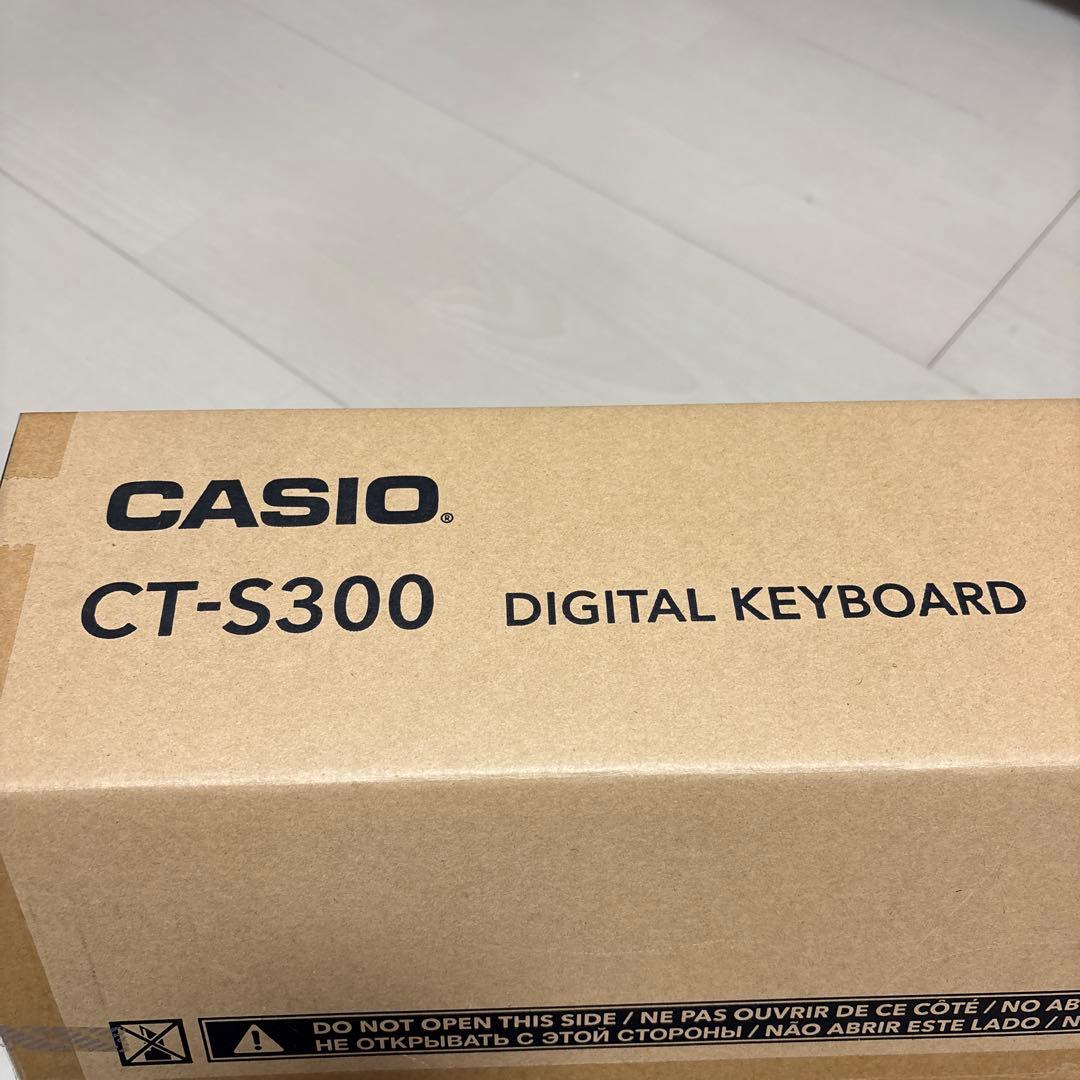 CASIO®
CT-S300 DIGITAL KEYBOARD
DO NOT OPEN THIS SIDE / NE PAS OUVRIR DE CE CÔTÉ / NO AB
НЕ ОТКРЫВАТЬ С ЭТОЙ СТОРОНЫ / NÃO ABRIR ESTE LADO / N